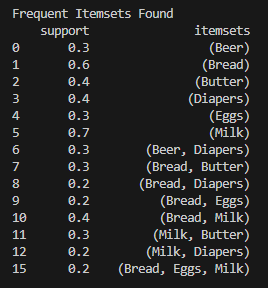 Frequent Itemsets Found
support itemsets
0 0.3 (Beer)
1 0.6 (Bread)
2 0.4 (Butter)
3 0.4 (Diapers)
4 0.3 (Eggs)
5 0.7 (Milk)
6 0.3 (Beer, Diapers)
7 0.3 (Bread, Butter)
8 0.2 (Bread, Diapers)
9 0.2 (Bread, Eggs)
10 0.4 (Bread, Milk)
11 0.3 (Milk, Butter)
12 0.2 (Milk, Diapers)
15 0.2 (Bread, Eggs, Milk)